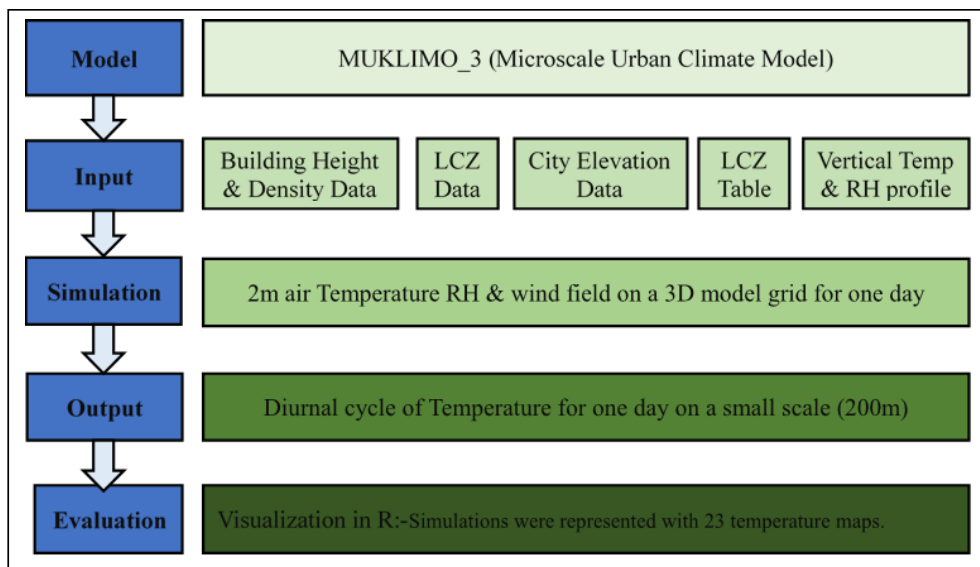 Model
MUKLIMO_3 (Microscale Urban Climate Model)
Input
Building Height
& Density Data
LCZ
Data
City Elevation
Data
LCZ
Table
Vertical Temp
& RH profile
Simulation
2m air Temperature RH & wind field on a 3D model grid for one day
Output
Diurnal cycle of Temperature for one day on a small scale (200m)
Evaluation
Visualization in R:-Simulations were represented with 23 temperature maps.